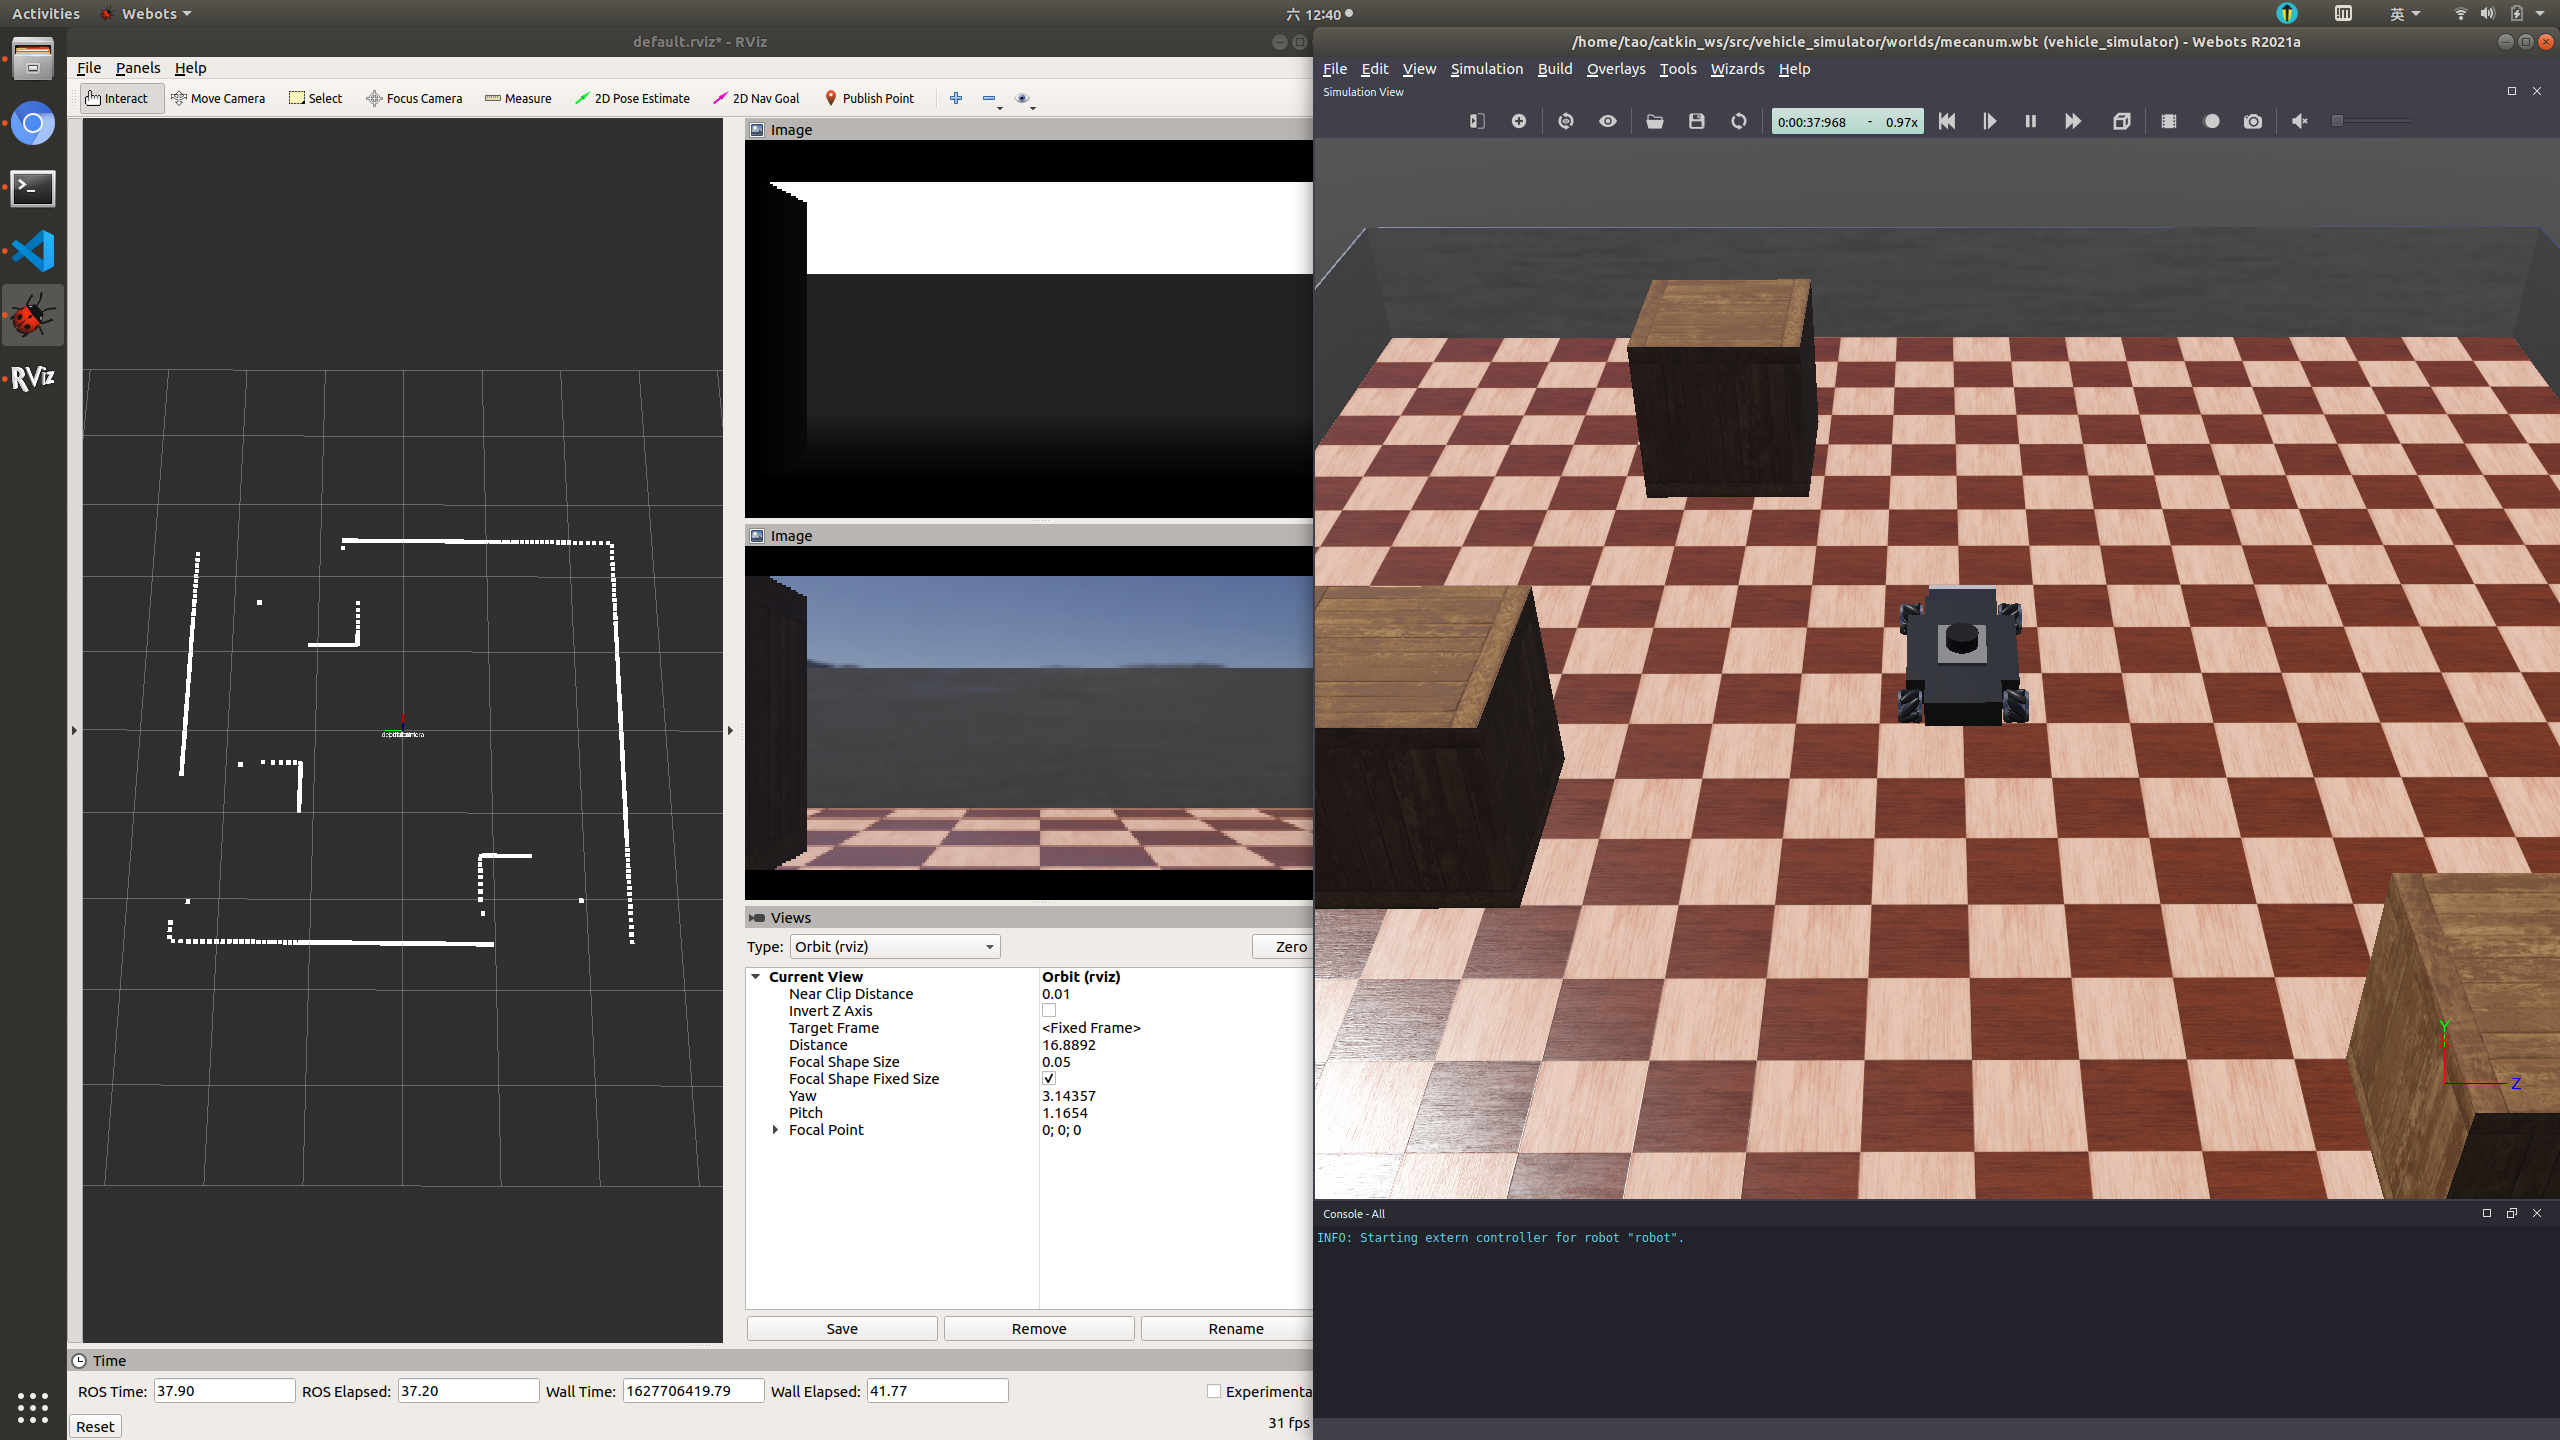 Activities
Webots
六 12:40
英
default.rviz* - RViz
File Panels Help
Interact Move Camera Select Focus Camera Measure 2D Pose Estimate 2D Nav Goal Publish Point
Image
Image
Views
Type: Orbit (rviz) Zero
Current View Orbit (rviz)
Near Clip Distance 0.01
Invert Z Axis
Target Frame <Fixed Frame>
Distance 16.8892
Focal Shape Size 0.05
Focal Shape Fixed Size
Yaw 3.14357
Pitch 1.1654
Focal Point 0; 0; 0
Save Remove Rename
Time
ROS Time: 37.90 ROS Elapsed: 37.20 Wall Time: 1627706419.79 Wall Elapsed: 41.77 Experimenta
Reset 31 fps
RViz
/home/tao/catkin_ws/src/vehicle_simulator/worlds/mecanum.wbt (vehicle_simulator) - Webots R2021a
File Edit View Simulation Build Overlays Tools Wizards Help
Simulation View
0:00:37:968 - 0.97x
Y
Z
Console - All
INFO: Starting extern controller for robot "robot".